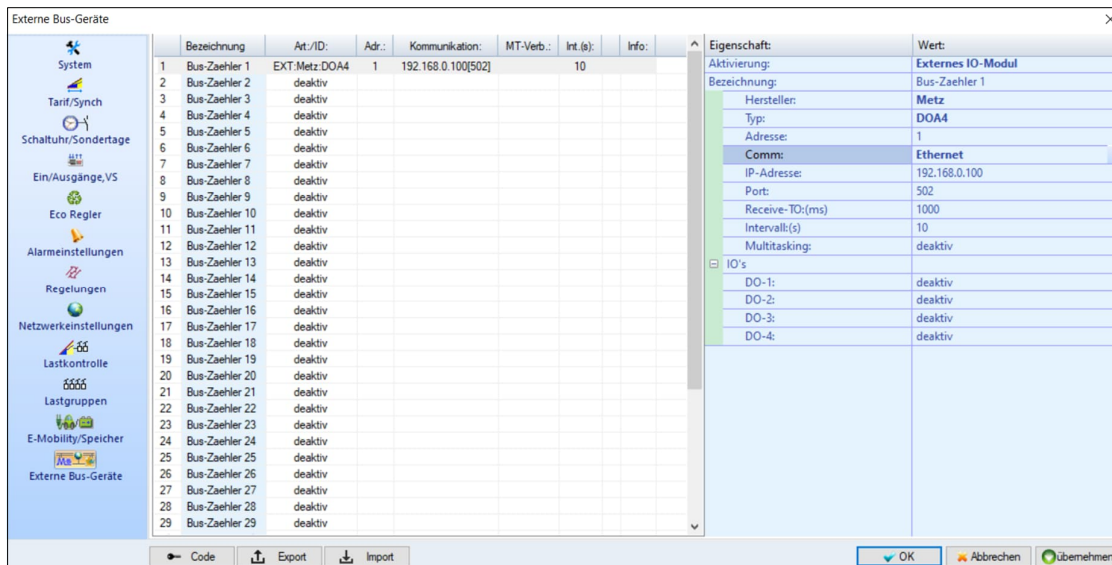 Externe Bus-Geräte
System
Tarif/Synch
Schaltuhr/Sondertage
Ein/Ausgänge,VS
Eco Regler
Alarmeinstellungen
Regelungen
Netzwerkeinstellungen
Lastkontrolle
Lastgruppen
E-Mobility/Speicher
Externe Bus-Geräte
Bezeichnung Art:/ID: Adr.: Kommunikation: MT-Verb.: Int.(s): Info:
1 Bus-Zaehler 1 EXT:Metz:DOA4 1 192.168.0.100[502] 10
2 Bus-Zaehler 2 deaktiv
3 Bus-Zaehler 3 deaktiv
4 Bus-Zaehler 4 deaktiv
5 Bus-Zaehler 5 deaktiv
6 Bus-Zaehler 6 deaktiv
7 Bus-Zaehler 7 deaktiv
8 Bus-Zaehler 8 deaktiv
9 Bus-Zaehler 9 deaktiv
10 Bus-Zaehler 10 deaktiv
11 Bus-Zaehler 11 deaktiv
12 Bus-Zaehler 12 deaktiv
13 Bus-Zaehler 13 deaktiv
14 Bus-Zaehler 14 deaktiv
15 Bus-Zaehler 15 deaktiv
16 Bus-Zaehler 16 deaktiv
17 Bus-Zaehler 17 deaktiv
18 Bus-Zaehler 18 deaktiv
19 Bus-Zaehler 19 deaktiv
20 Bus-Zaehler 20 deaktiv
21 Bus-Zaehler 21 deaktiv
22 Bus-Zaehler 22 deaktiv
23 Bus-Zaehler 23 deaktiv
24 Bus-Zaehler 24 deaktiv
25 Bus-Zaehler 25 deaktiv
26 Bus-Zaehler 26 deaktiv
27 Bus-Zaehler 27 deaktiv
28 Bus-Zaehler 28 deaktiv
29 Bus-Zaehler 29 deaktiv
Eigenschaft: Wert:
Aktivierung: Externes IO-Modul
Bezeichnung: Bus-Zaehler 1
Hersteller: Metz
Typ: DOA4
Adresse: 1
Comm: Ethernet
IP-Adresse: 192.168.0.100
Port: 502
Receive-TO:(ms) 1000
Intervall:(s) 10
Multitasking: deaktiv
IO's
DO-1: deaktiv
DO-2: deaktiv
DO-3: deaktiv
DO-4: deaktiv
Code Export Import OK Abbrechen übernehmen